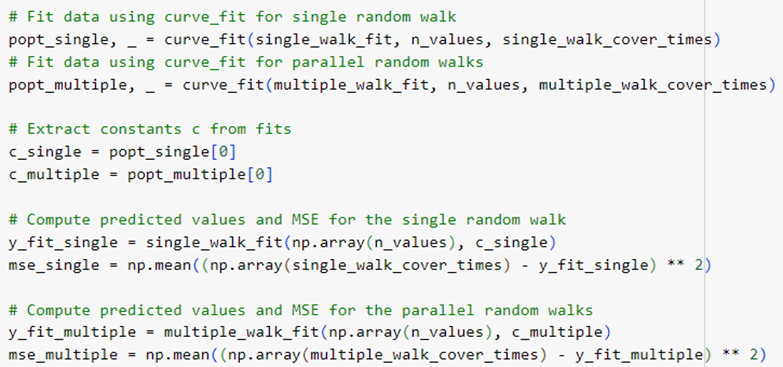 # Fit data using curve_fit for single random walk
popt_single, _ = curve_fit(single_walk_fit, n_values, single_walk_cover_times)
# Fit data using curve_fit for parallel random walks
popt_multiple, _ = curve_fit(multiple_walk_fit, n_values, multiple_walk_cover_times)
# Extract constants c from fits
c_single = popt_single[0]
c_multiple = popt_multiple[0]
# Compute predicted values and MSE for the single random walk
y_fit_single = single_walk_fit(np.array(n_values), c_single)
mse_single = np.mean((np.array(single_walk_cover_times) - y_fit_single) ** 2)
# Compute predicted values and MSE for the parallel random walks
y_fit_multiple = multiple_walk_fit(np.array(n_values), c_multiple)
mse_multiple = np.mean((np.array(multiple_walk_cover_times) - y_fit_multiple) ** 2)